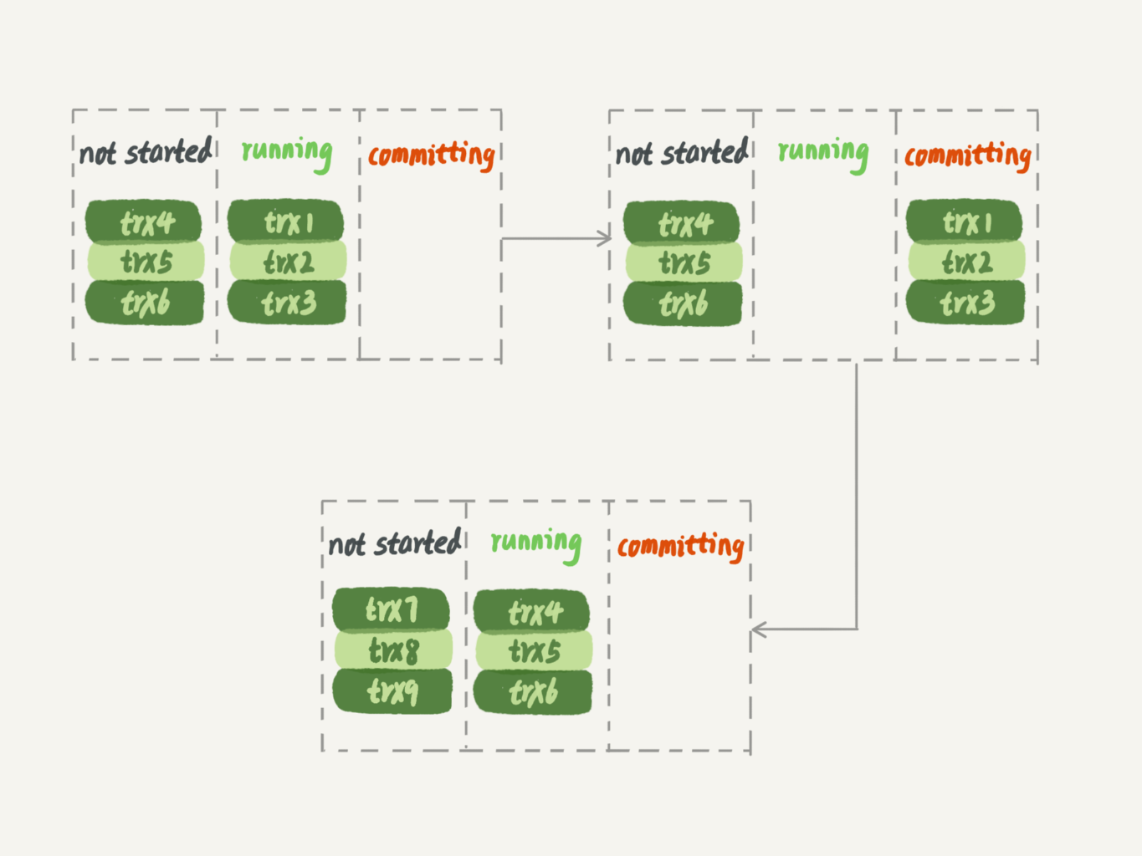 not started running committing
trx4 trx1
trx5 trx2
trx6 trx3
not started running committing
trx4 trx1
trx5 trx2
trx6 trx3
not started running committing
trx7 trx4
trx8 trx5
trx9 trx6